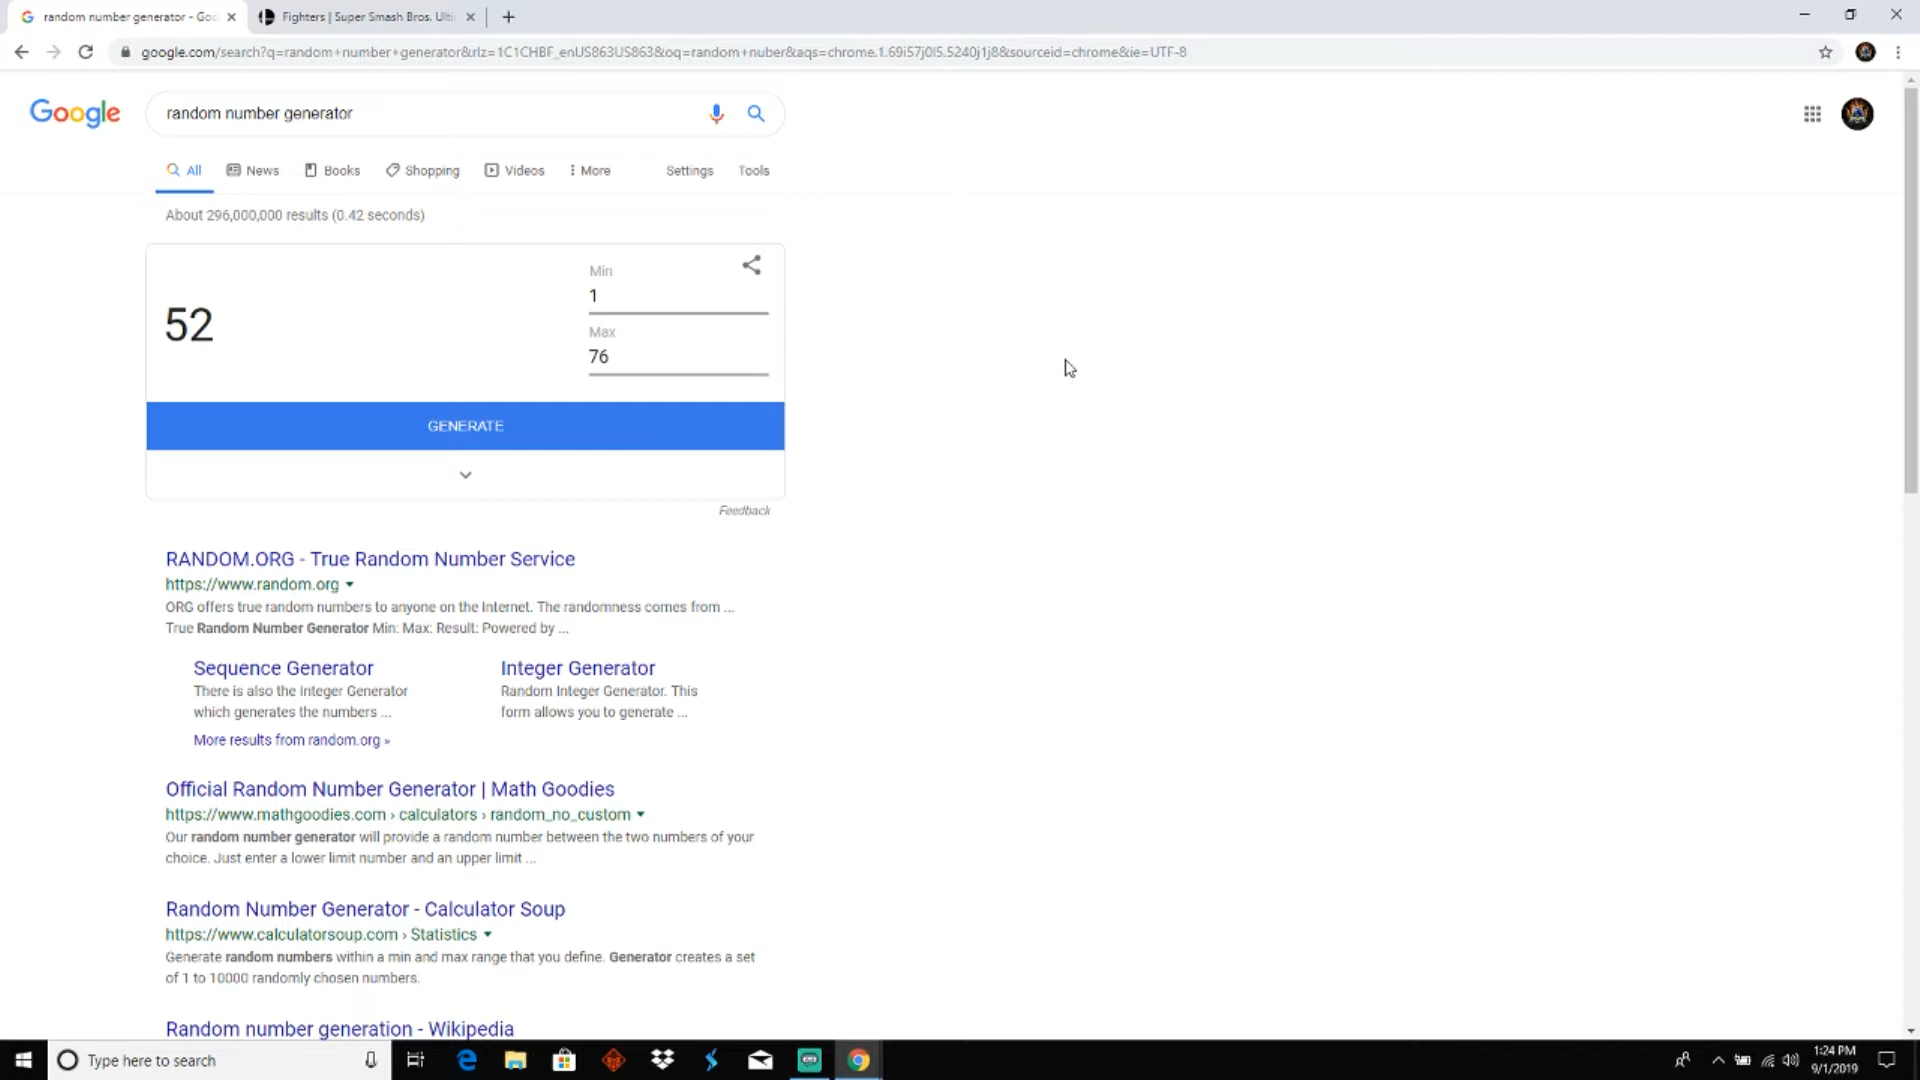 random number generator - Goo
Fighters | Super Smash Bros. Ulti
google.com/search?q=random+number+generator&rlz=1C1CHBF_enUS863US863&oq=random+nuber&aqs=chrome.1.69i57j0l5.5240j1j8&sourceid=chrome&ie=UTF-8
Google
random number generator
All
News
Books
Shopping
Videos
More
Settings
Tools
About 296,000,000 results (0.42 seconds)
Min
1
52
Max
76
GENERATE
Feedback
RANDOM.ORG - True Random Number Service
https://www.random.org
ORG offers true random numbers to anyone on the Internet. The randomness comes from ...
True Random Number Generator Min: Max: Result: Powered by ...
Sequence Generator
There is also the Integer Generator
which generates the numbers ...
Integer Generator
Random Integer Generator. This
form allows you to generate ...
More results from random.org »
Official Random Number Generator | Math Goodies
https://www.mathgoodies.com › calculators › random_no_custom
Our random number generator will provide a random number between the two numbers of your
choice. Just enter a lower limit number and an upper limit ...
Random Number Generator - Calculator Soup
https://www.calculatorsoup.com › Statistics
Generate random numbers within a min and max range that you define. Generator creates a set
of 1 to 10000 randomly chosen numbers.
Random number generation - Wikipedia
Type here to search
1:24 PM
9/1/2019